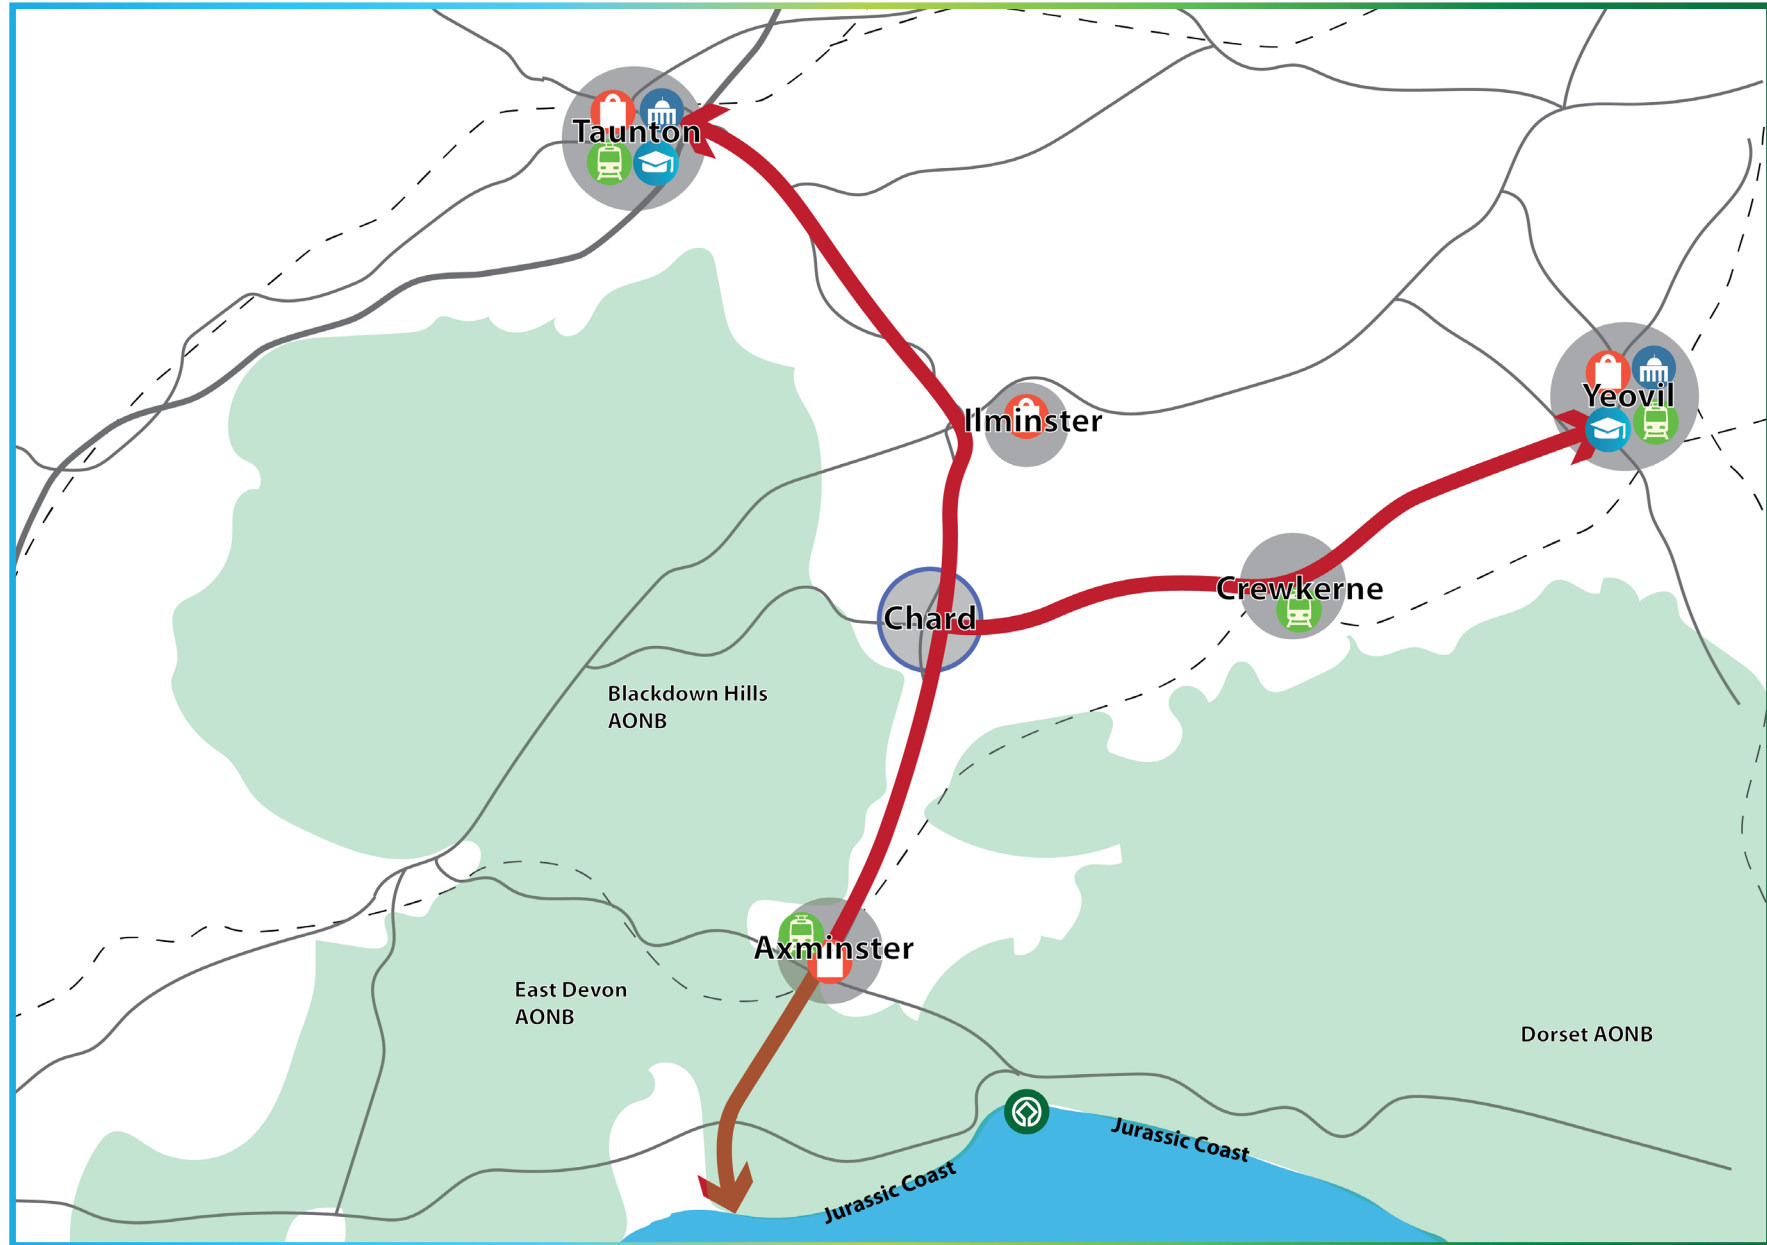 Taunton
Yeovil
Ilminster
Crewkerne
Chard
Blackdown Hills
AONB
Axminster
East Devon
AONB
Dorset AONB
Jurassic Coast
Jurassic Coast